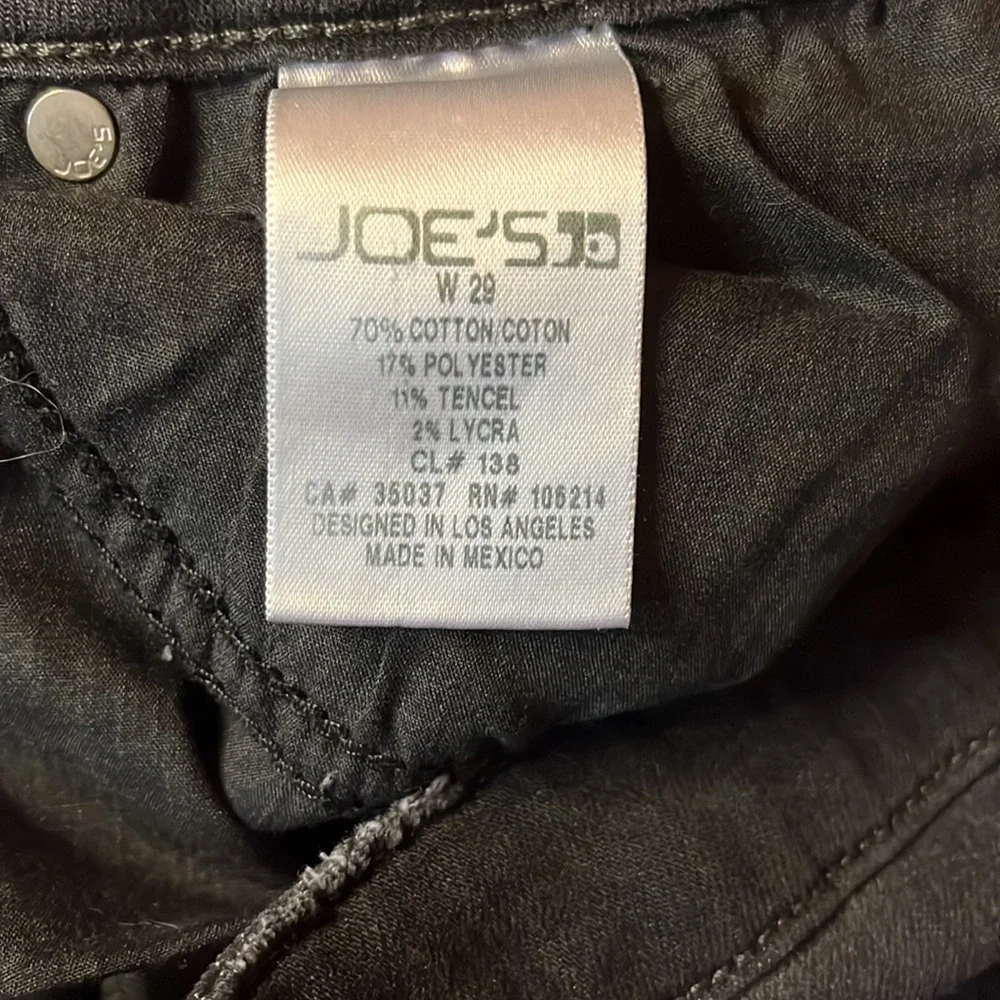 JOE'S
JOE'S
W 29
70% COTTON/COTON
17% POLYESTER
11% TENCEL
2% LYCRA
CL# 138
CA# 35037 RN# 106214
DESIGNED IN LOS ANGELES
MADE IN MEXICO